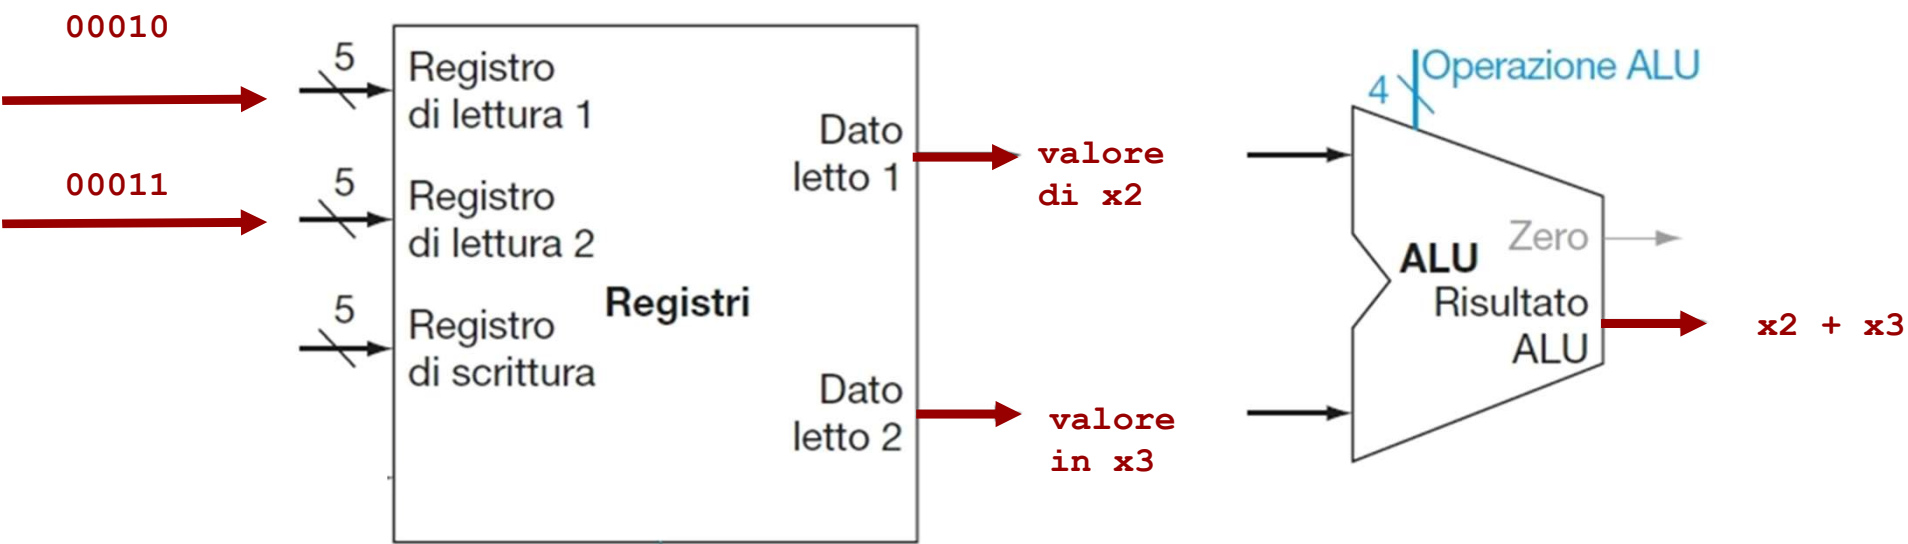 00010
5
Registro
di lettura 1
00011
5
Registro
di lettura 2
5
Registro
di scrittura
Registri
Dato
letto 1
Dato
letto 2
valore
di x2
valore
in x3
4
Operazione ALU
ALU
Zero
Risultato
ALU
x2 + x3